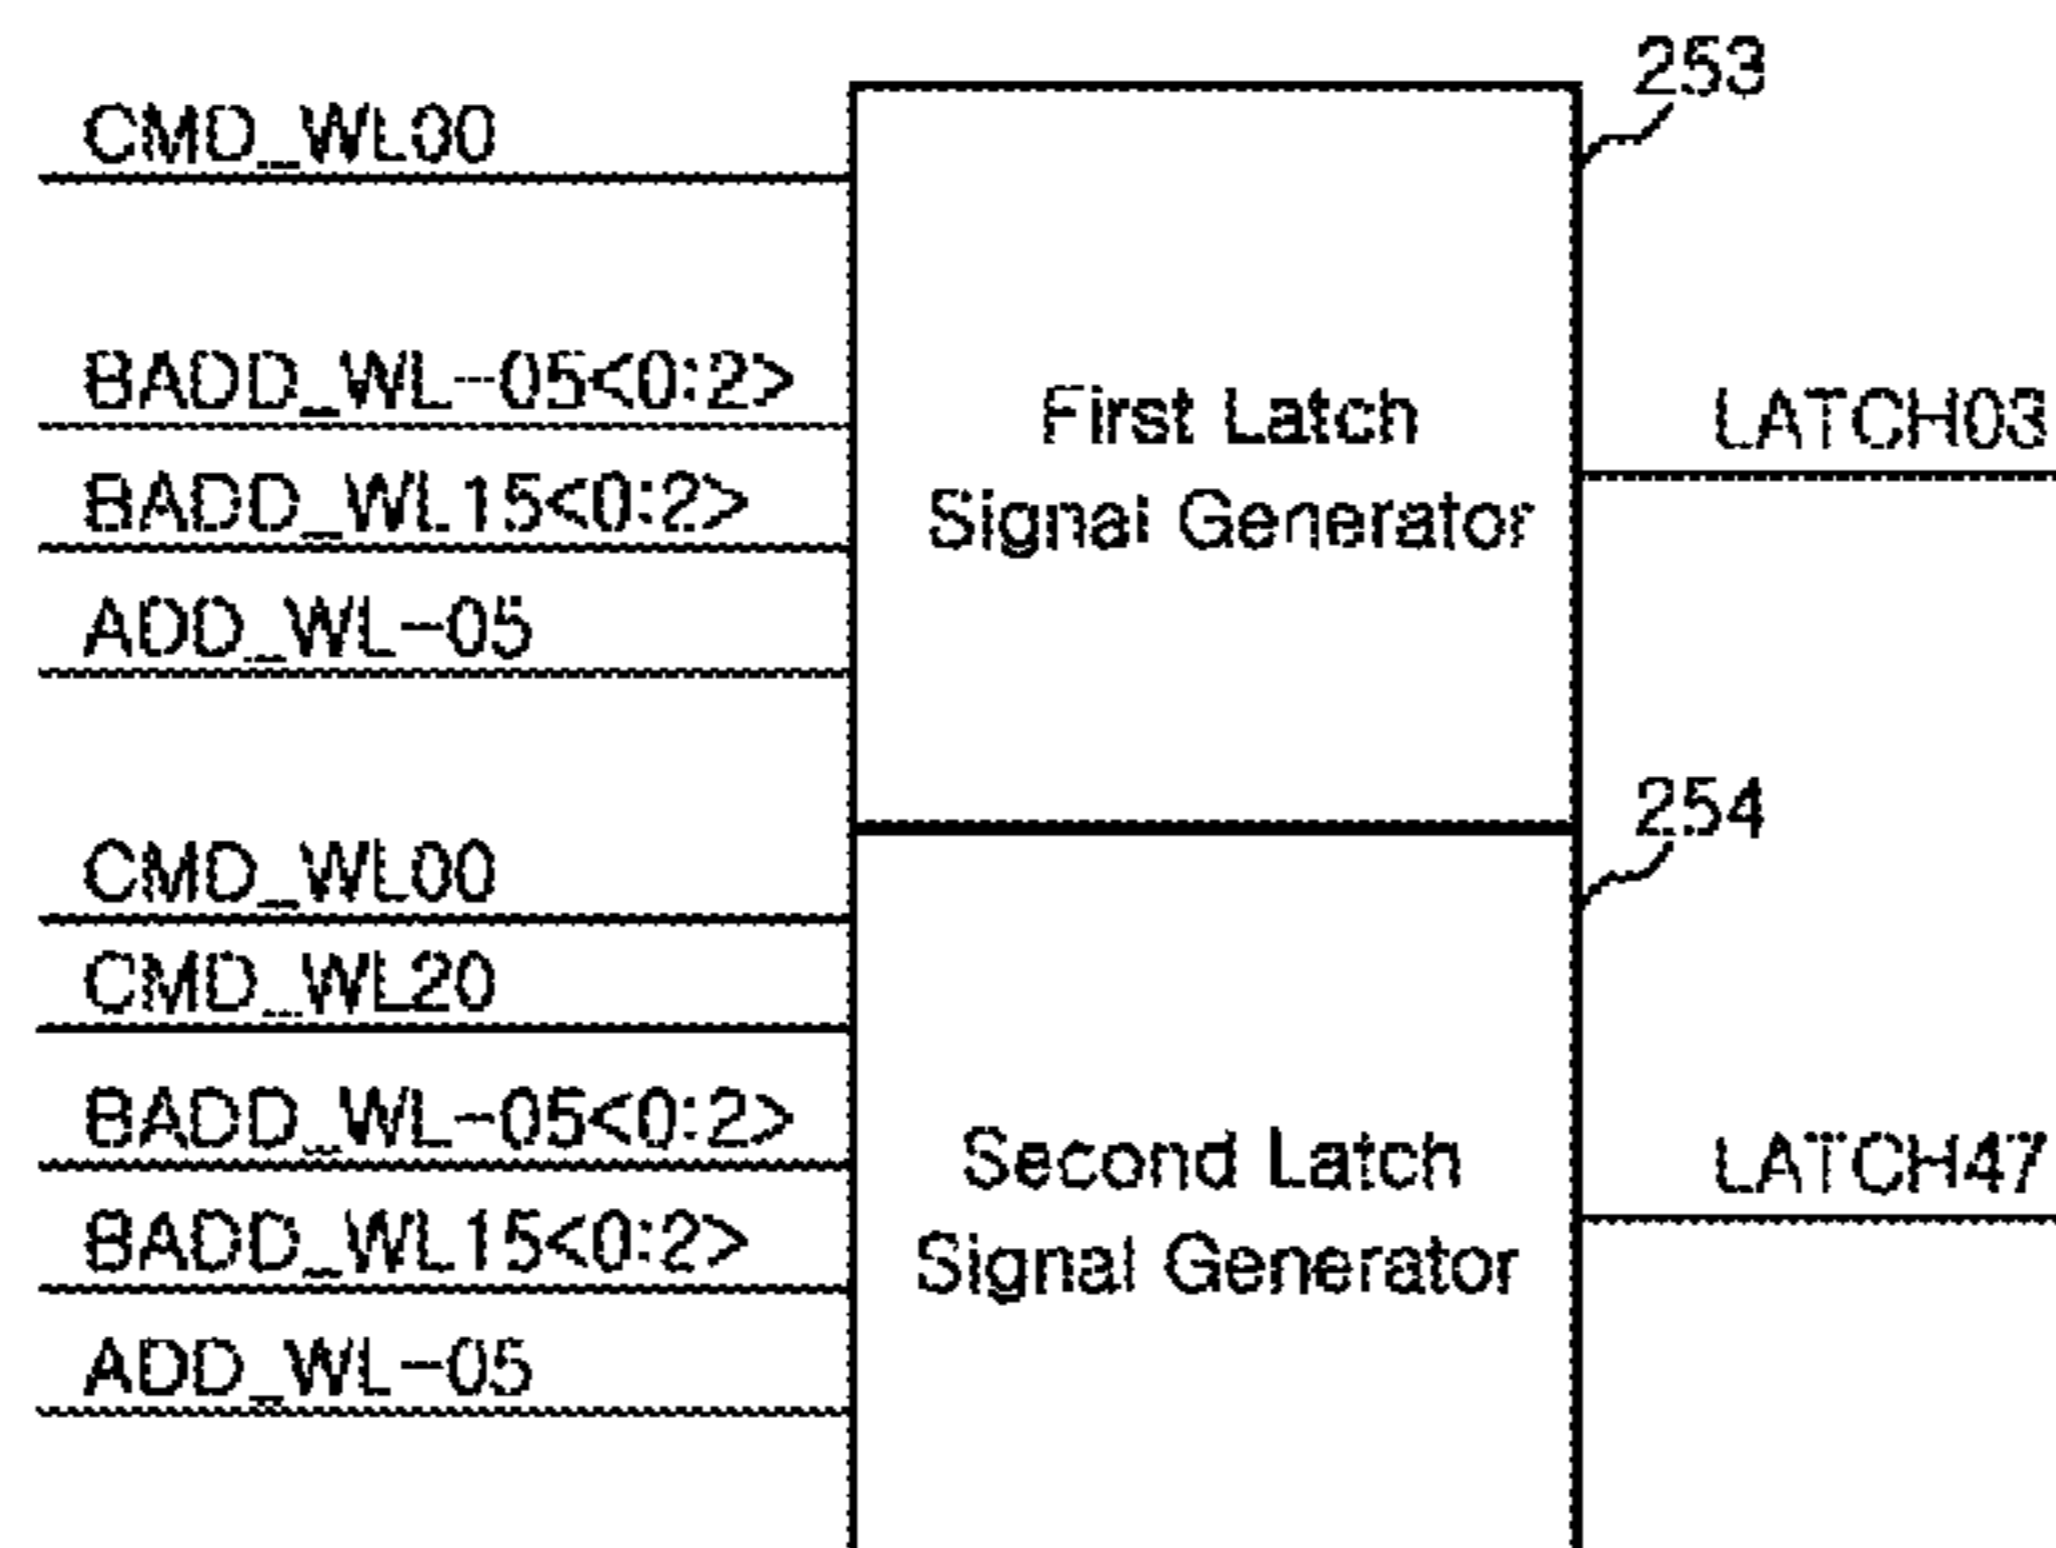 253
CMD_WL00
BADD_WL-05<0:2>
BADD_WL15<0:2>
ADD_WL-05
First Latch
Signal Generator
LATCH03
254
CMD_WL00
CMD_WL20
BADD_WL-05<0:2>
BADD_WL15<0:2>
ADD_WL-05
Second Latch
Signal Generator
LATCH47